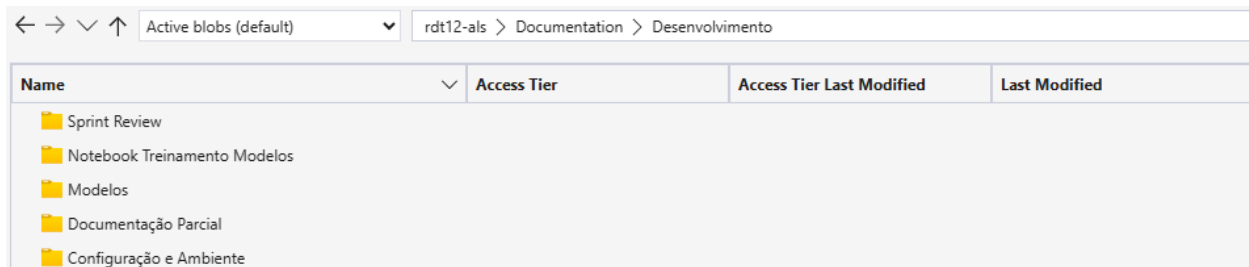 Active blobs (default) rdt12-als > Documentation > Desenvolvimento
Name Access Tier Access Tier Last Modified Last Modified
Sprint Review
Notebook Treinamento Modelos
Modelos
Documentação Parcial
Configuração e Ambiente